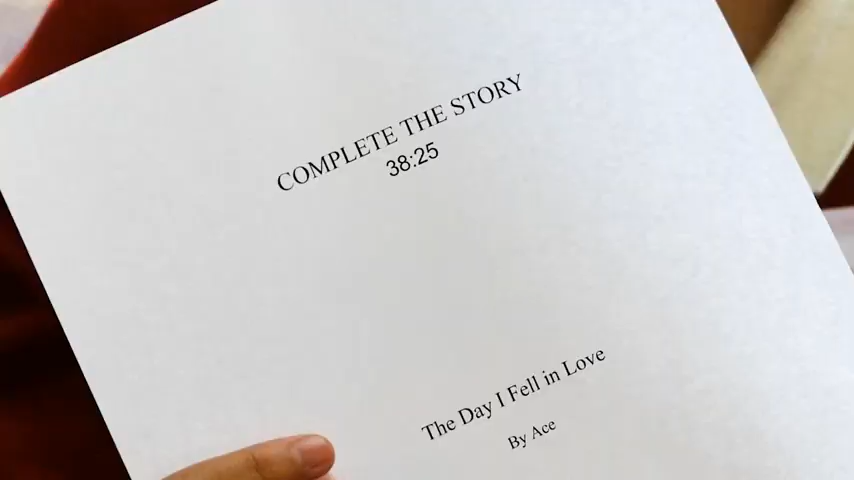 COMPLETE THE STORY
38:25
The Day I Fell in Love
By Ace